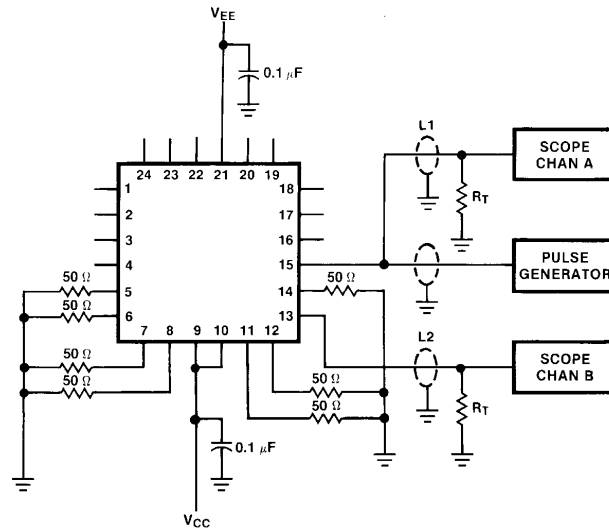 VEE
0.1 µF
L1
SCOPE
CHAN A
24 23 22 21 20 19
RT
1 18
2 17
3 16
4 15
PULSE
GENERATOR
50 Ω 50 Ω
5 14
50 Ω
6 13
7 8 9 10 11 12
L2
SCOPE
CHAN B
50 Ω
50 Ω
50 Ω
50 Ω
RT
0.1 µF
VCC